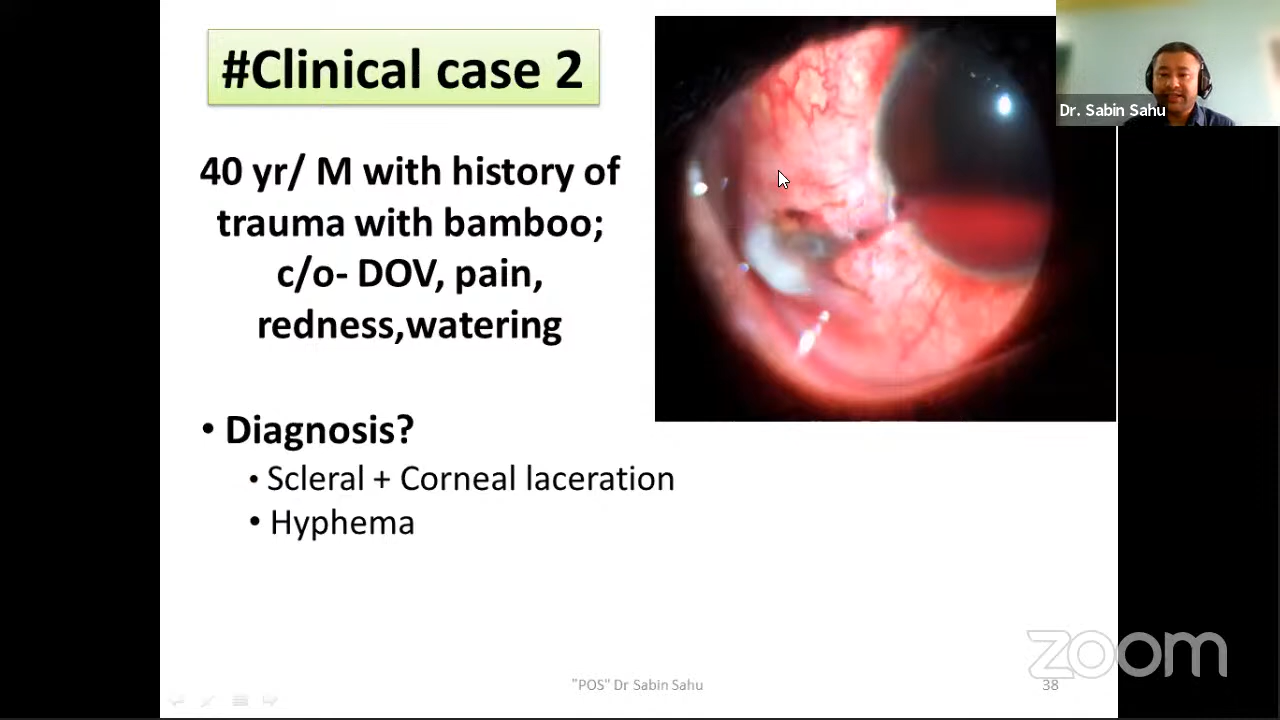 #Clinical case 2
Dr. Sabin Sahu
40 yr/ M with history of
trauma with bamboo;
c/o- DOV, pain,
redness,watering
• Diagnosis?
• Scleral + Corneal laceration
• Hyphema
zoom
"POS" Dr Sabin Sahu
38